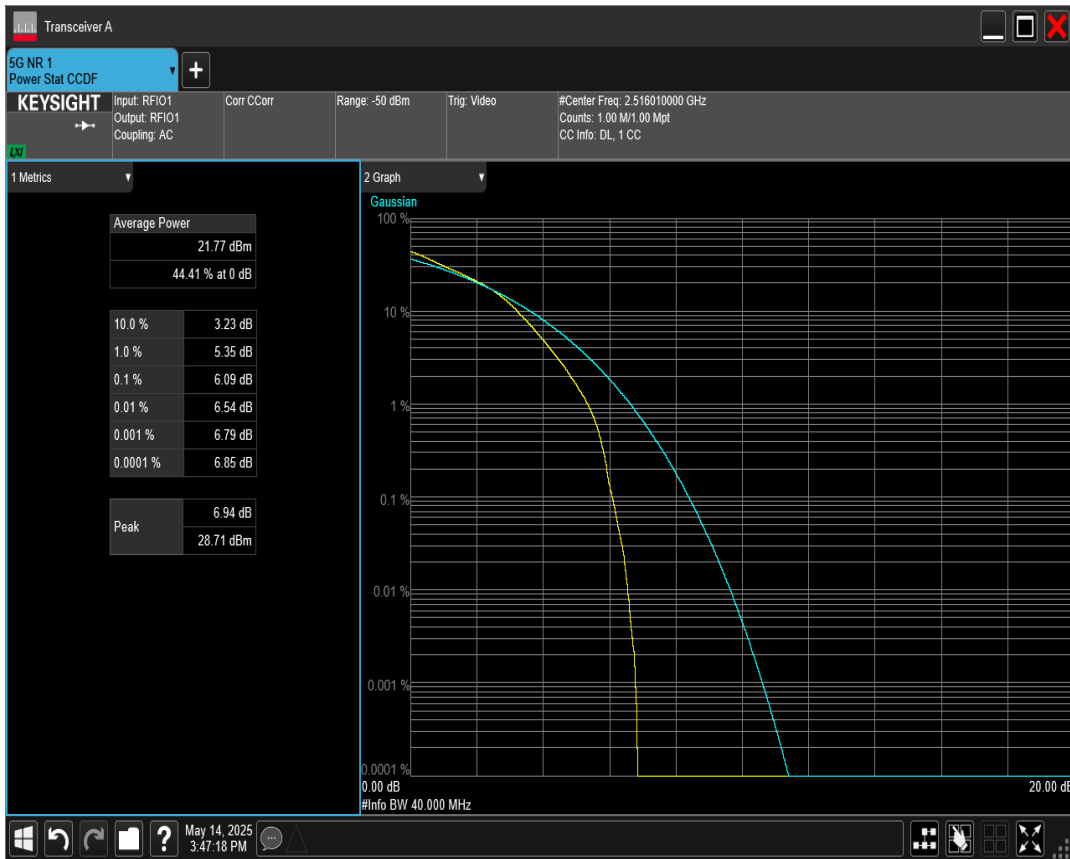 Transceiver A
5G NR 1
Power Stat CCDF
KEYSIGHT
LXI
Input: RFIO1
Output: RFIO1
Coupling: AC
Corr CCorr
Range: -50 dBm
Trig: Video
#Center Freq: 2.516010000 GHz
Counts: 1.00 M/1.00 Mpt
CC Info: DL, 1 CC
1 Metrics
Average Power
21.77 dBm
44.41 % at 0 dB
10.0 % 3.23 dB
1.0 % 5.35 dB
0.1 % 6.09 dB
0.01 % 6.54 dB
0.001 % 6.79 dB
0.0001 % 6.85 dB
Peak 6.94 dB
28.71 dBm
2 Graph
Gaussian
100 %
10 %
1 %
0.1 %
0.01 %
0.001 %
0.0001 %
0.00 dB 20.00 dB
#Info BW 40.000 MHz
?
May 14, 2025
3:47:18 PM